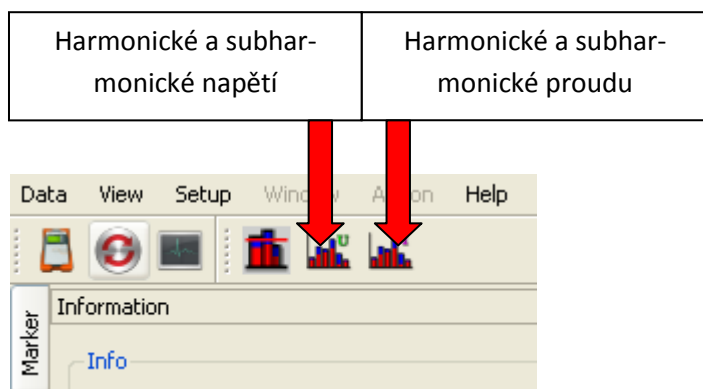 Harmonické a subhar-
monické napětí
Harmonické a subhar-
monické proudu
Data View Setup Help
U
Information
Marker
Info